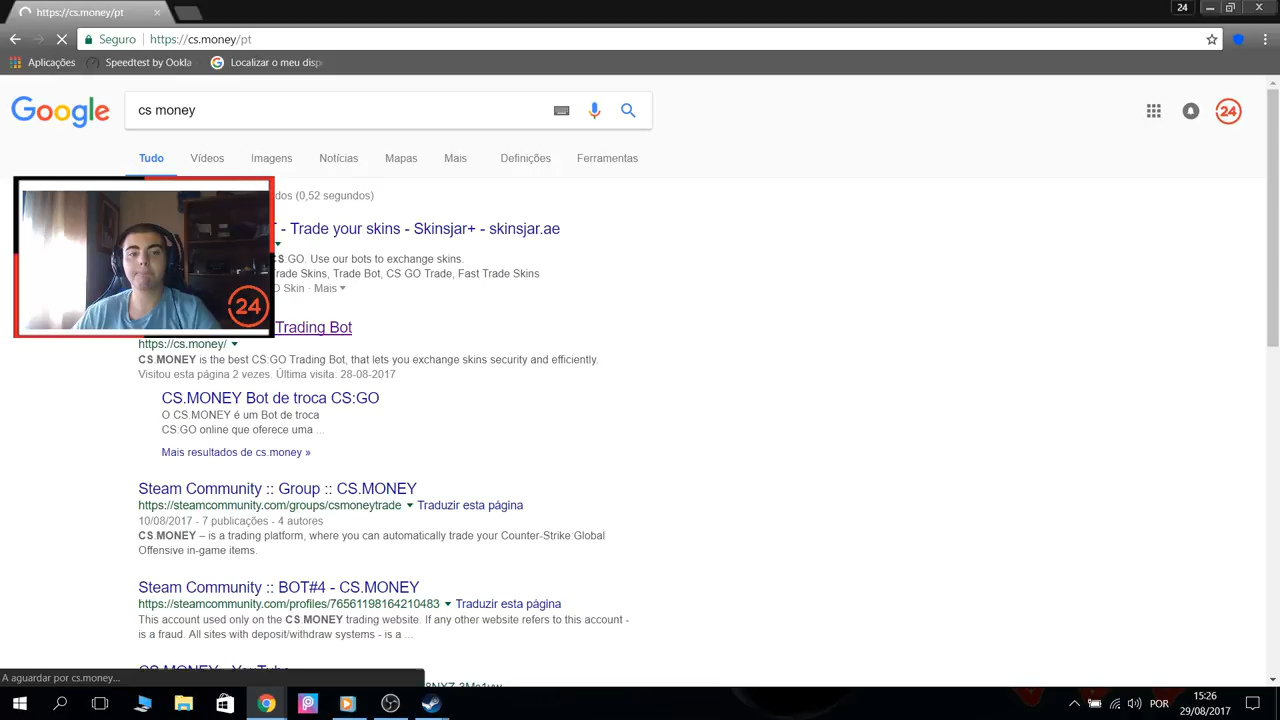 https://cs.money/pt
24
Seguro
https://cs.money/pt
Aplicações
Speedtest by Ookla
Localizar o meu disp
Google
cs money
24
Tudo
Vídeos
Imagens
Notícias
Mapas
Mais
Definições
Ferramentas
dos (0,52 segundos)
- Trade your skins - Skinsjar+ - skinsjar.ae
CS:GO. Use our bots to exchange skins.
Trade Skins, Trade Bot, CS GO Trade, Fast Trade Skins
O Skin · Mais
24
Trading Bot
https://cs.money/
CS.MONEY is the best CS:GO Trading Bot, that lets you exchange skins security and efficiently.
Visitou esta página 2 vezes. Última visita: 28-08-2017
CS.MONEY Bot de troca CS:GO
O CS.MONEY é um Bot de troca
CS:GO online que oferece uma ...
Mais resultados de cs.money »
Steam Community :: Group :: CS.MONEY
https://steamcommunity.com/groups/csmoneytrade
Traduzir esta página
10/08/2017 - 7 publicações - 4 autores
CS.MONEY – is a trading platform, where you can automatically trade your Counter-Strike:Global
Offensive in-game items.
Steam Community :: BOT#4 - CS.MONEY
https://steamcommunity.com/profiles/76561198164210483
Traduzir esta página
This account used only on the CS.MONEY trading website. If any other website refers to this account -
is a fraud. All sites with deposit/withdraw systems - is a ...
CS.MONEY - YouTube
A aguardar por cs.money...
POR
15:26
29/08/2017